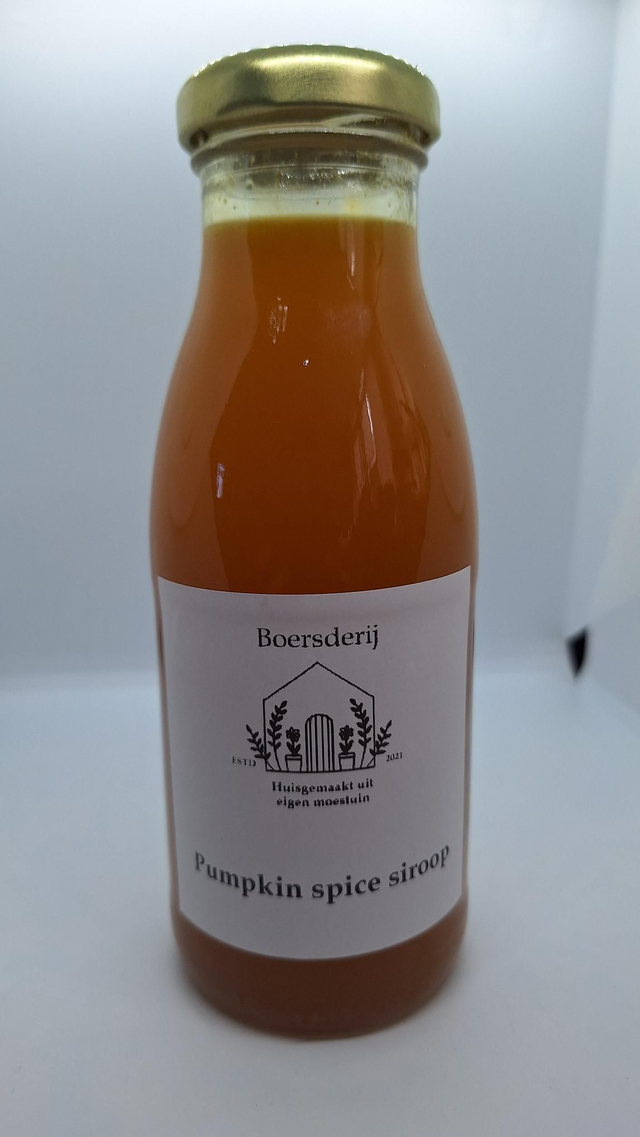 Boersderij
ESTD 2021
Huisgemaakt uit
eigen moestuin
Pumpkin spice siroop